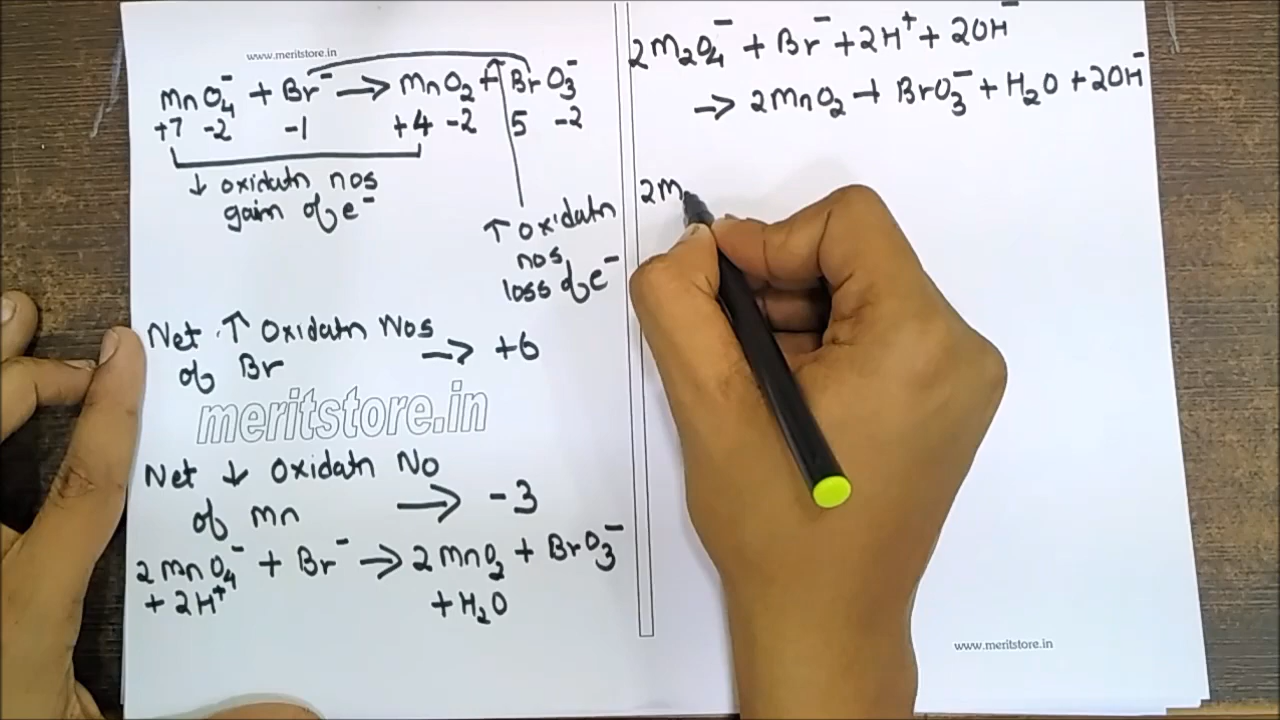 www.meritstore.in
MnO₄⁻ + Br⁻ → MnO₂ + BrO₃⁻
+7 -2 -1 +4 -2 5 -2
↓ oxidatn nos
gain of e⁻
↑ oxidatn
nos
loss of e⁻
Net ↑ Oxidatn Nos
of Br → +6
meritstore.in
Net ↓ Oxidatn No
of Mn → -3
2MnO₄⁻ + Br⁻ → 2MnO₂ + BrO₃⁻
+ 2H⁺ + H₂O
2M2O₄⁻ + Br⁻ + 2H⁺ + 2OH⁻
→ 2MnO₂ + BrO₃⁻ + H₂O + 2OH⁻
2Mn
www.meritstore.in